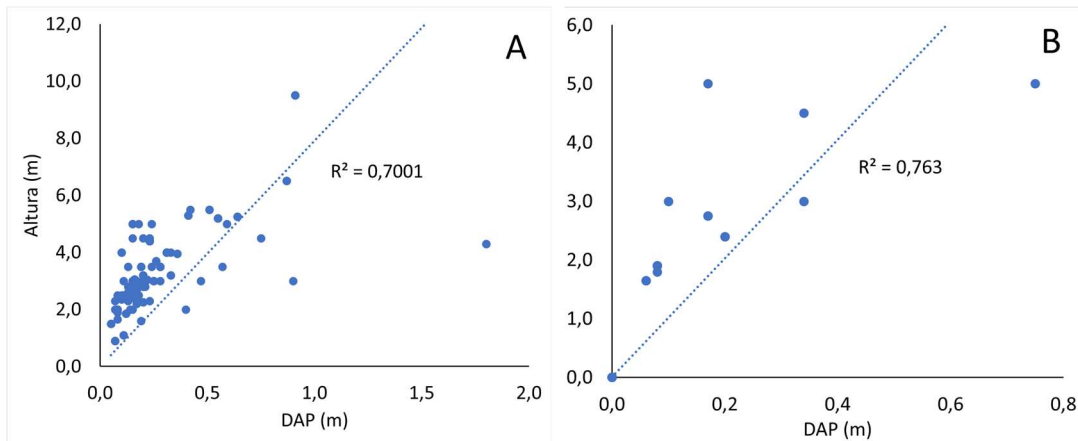 A
Altura (m)
12,0
10,0
8,0
6,0
4,0
2,0
0,0
R² = 0,7001
0,0 0,5 1,0 1,5 2,0
DAP (m)
B
6,0
5,0
4,0
3,0
2,0
1,0
0,0
R² = 0,763
0,0 0,2 0,4 0,6 0,8
DAP (m)